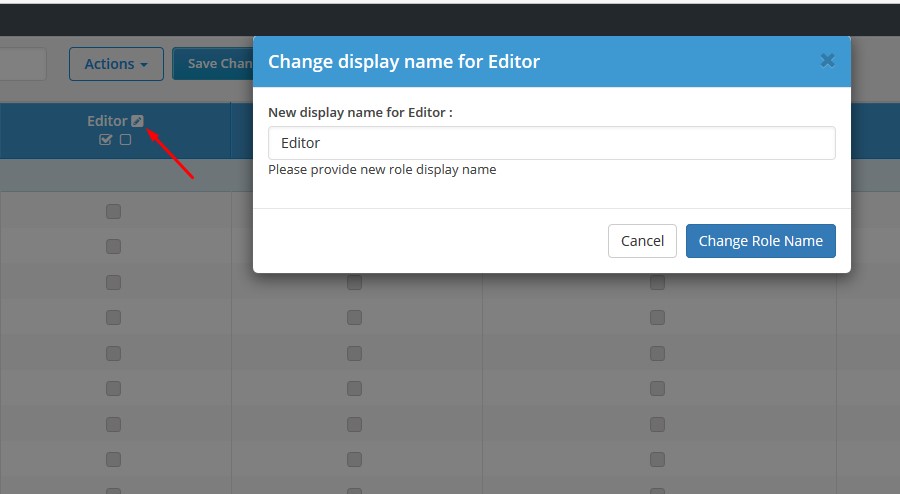 Actions
Save Chan
Change display name for Editor
Editor
New display name for Editor :
Editor
Please provide new role display name
Cancel
Change Role Name